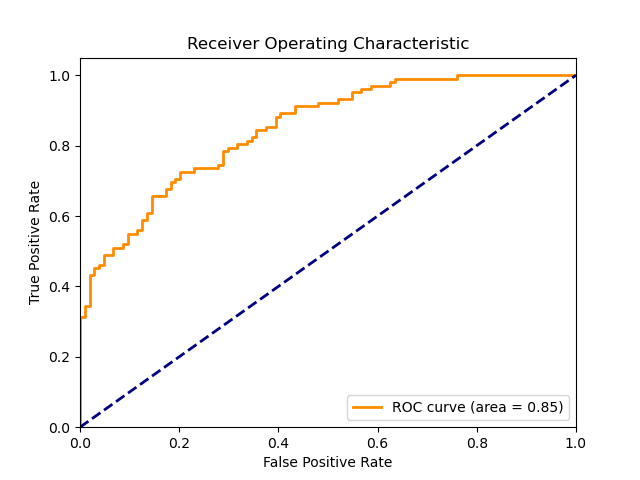 Receiver Operating Characteristic
1.0
0.8
0.6
0.4
0.2
0.0
True Positive Rate
ROC curve (area = 0.85)
0.0 0.2 0.4 0.6 0.8 1.0
False Positive Rate